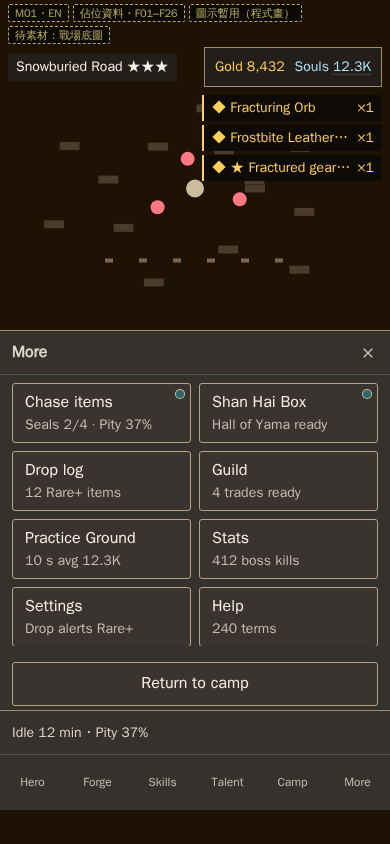 M01 · EN
佔位資料 · F01–F26
圖示暫用（程式畫）
待素材：戰場底圖
Snowburied Road ★★★
Gold 8,432 Souls 12.3K
◆ Fracturing Orb ×1
◆ Frostbite Leather··· ×1
◆ ★ Fractured gear··· ×1
More ×
Chase items
Seals 2/4 · Pity 37%
Shan Hai Box
Hall of Yama ready
Drop log
12 Rare+ items
Guild
4 trades ready
Practice Ground
10 s avg 12.3K
Stats
412 boss kills
Settings
Drop alerts Rare+
Help
240 terms
Return to camp
Idle 12 min · Pity 37%
Hero Forge Skills Talent Camp More